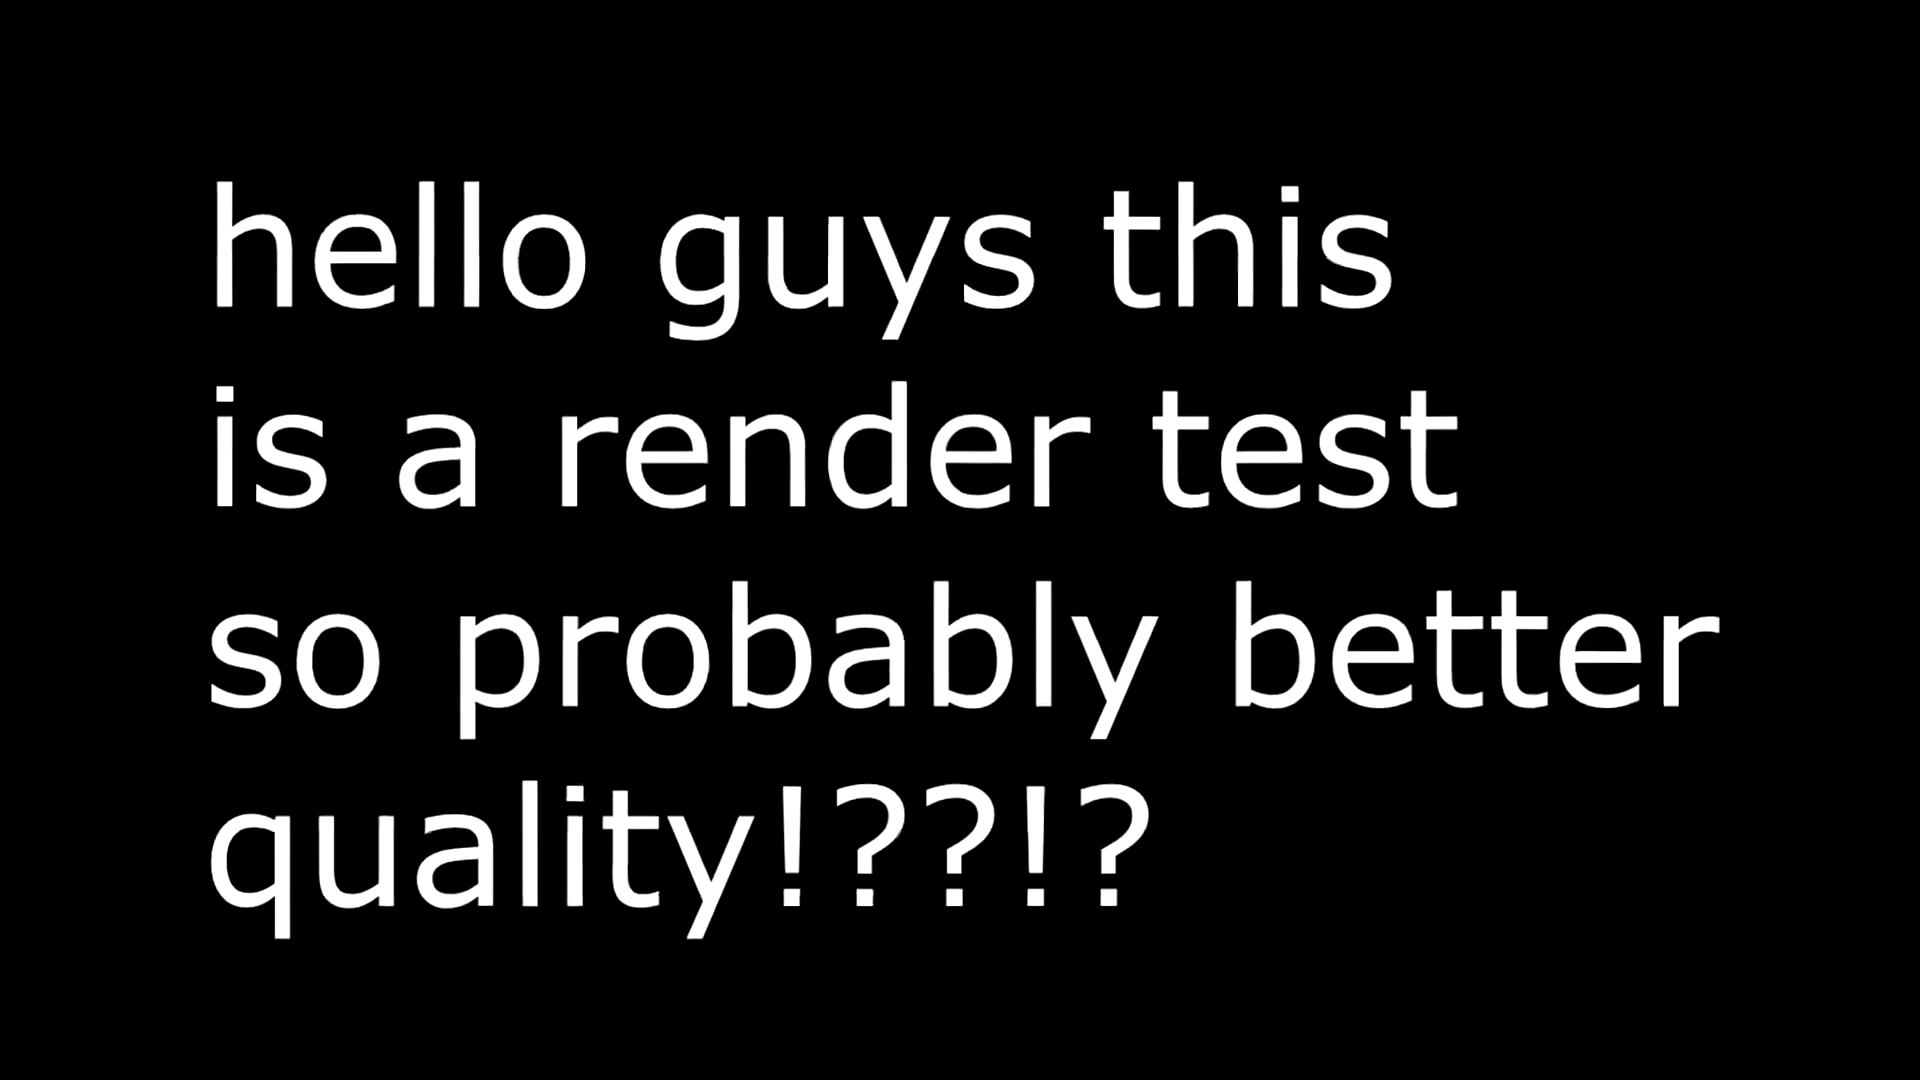 hello guys this
is a render test
so probably better
quality!??!?